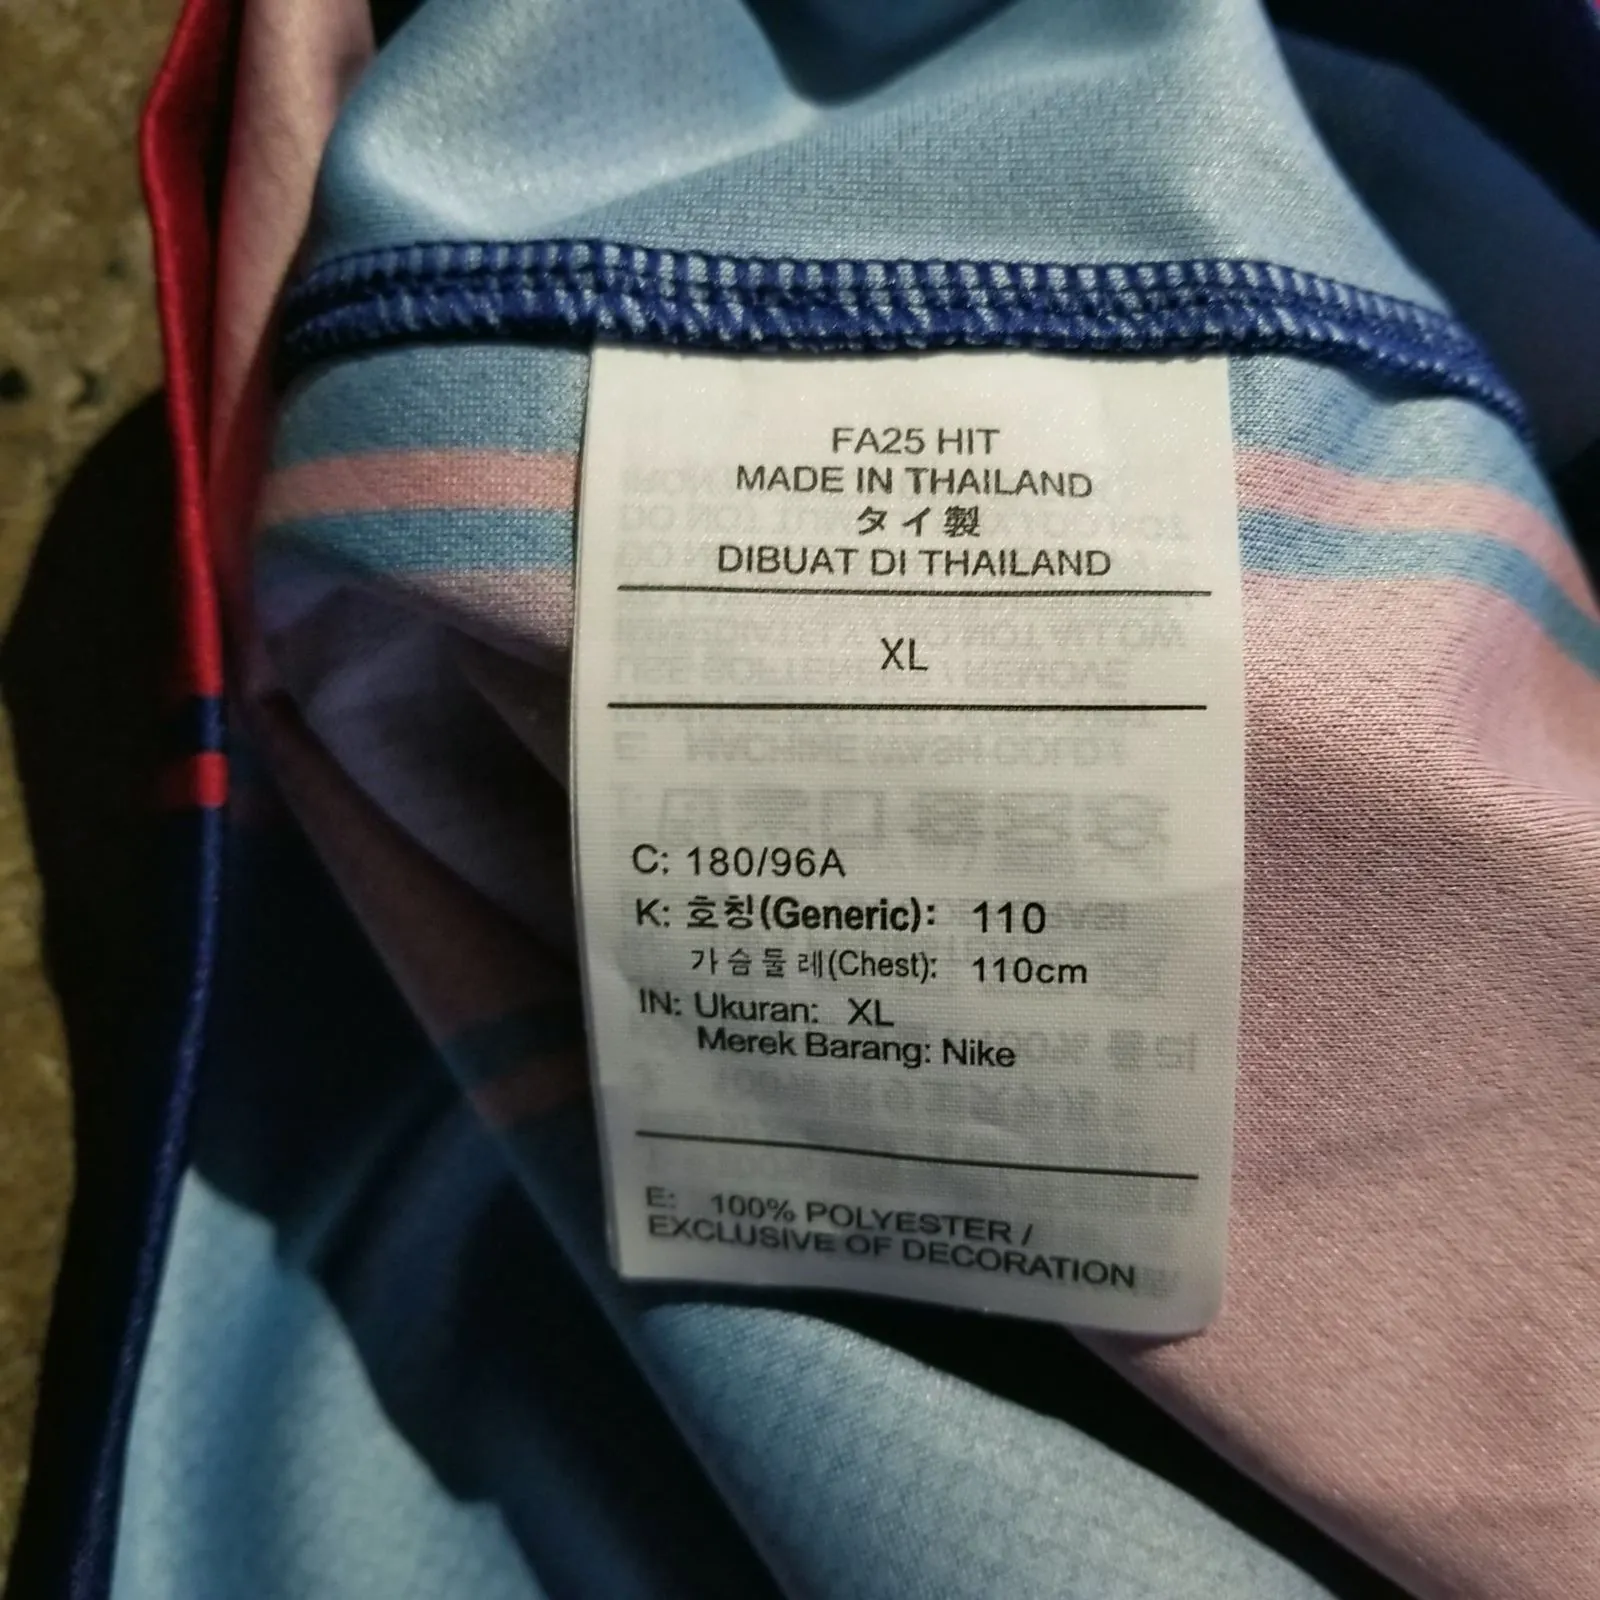 FA25 HIT
MADE IN THAILAND
タイ製
DIBUAT DI THAILAND
XL
C: 180/96A
K: 호칭(Generic): 110
가슴둘레(Chest): 110cm
IN: Ukuran: XL
Merek Barang: Nike
E: 100% POLYESTER /
EXCLUSIVE OF DECORATION